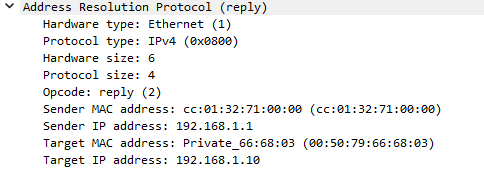 Address Resolution Protocol (reply)
Hardware type: Ethernet (1)
Protocol type: IPv4 (0x0800)
Hardware size: 6
Protocol size: 4
Opcode: reply (2)
Sender MAC address: cc:01:32:71:00:00 (cc:01:32:71:00:00)
Sender IP address: 192.168.1.1
Target MAC address: Private_66:68:03 (00:50:79:66:68:03)
Target IP address: 192.168.1.10